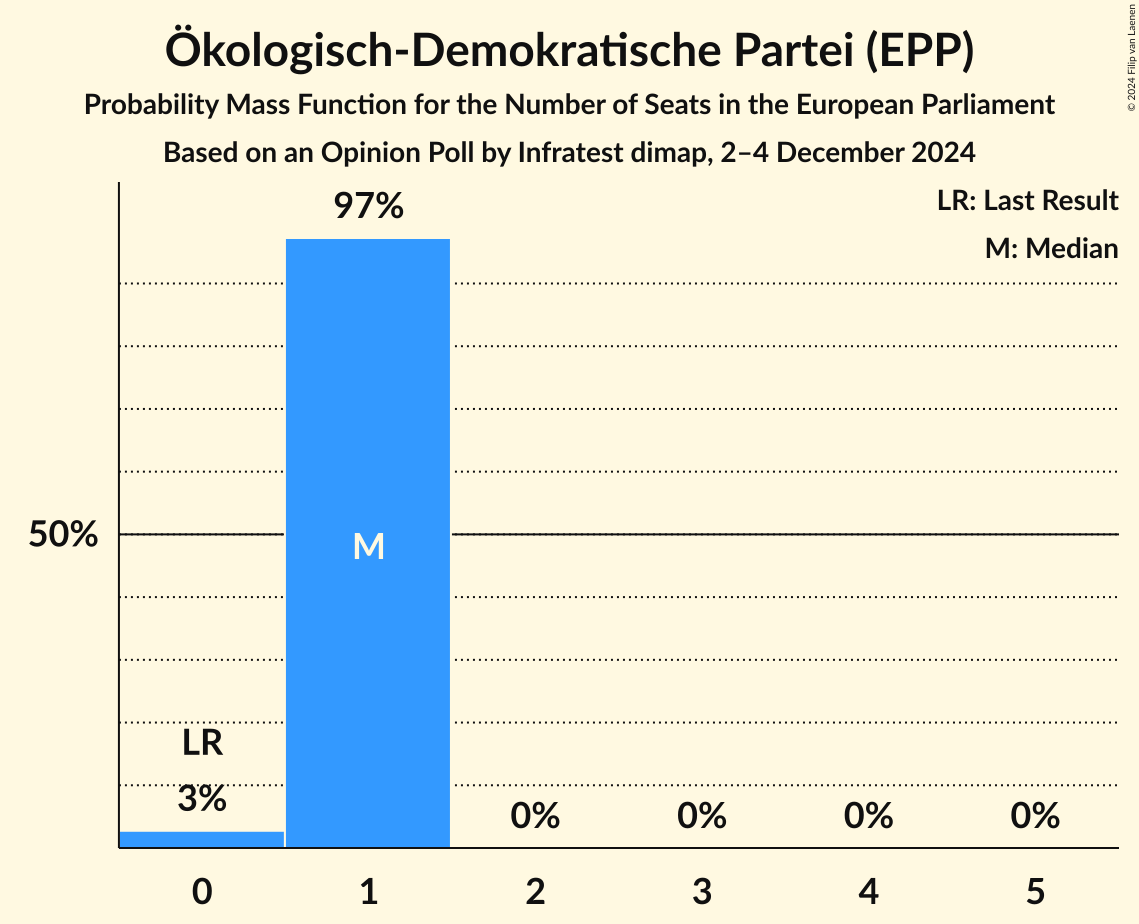 Ökologisch-Demokratische Partei (EPP)
Probability Mass Function for the Number of Seats in the European Parliament
Based on an Opinion Poll by Infratest dimap, 2–4 December 2024
© 2024 Filip van Laenen
LR: Last Result
M: Median
97%
50%
M
LR
3%
0%
0%
0%
0%
0
1
2
3
4
5